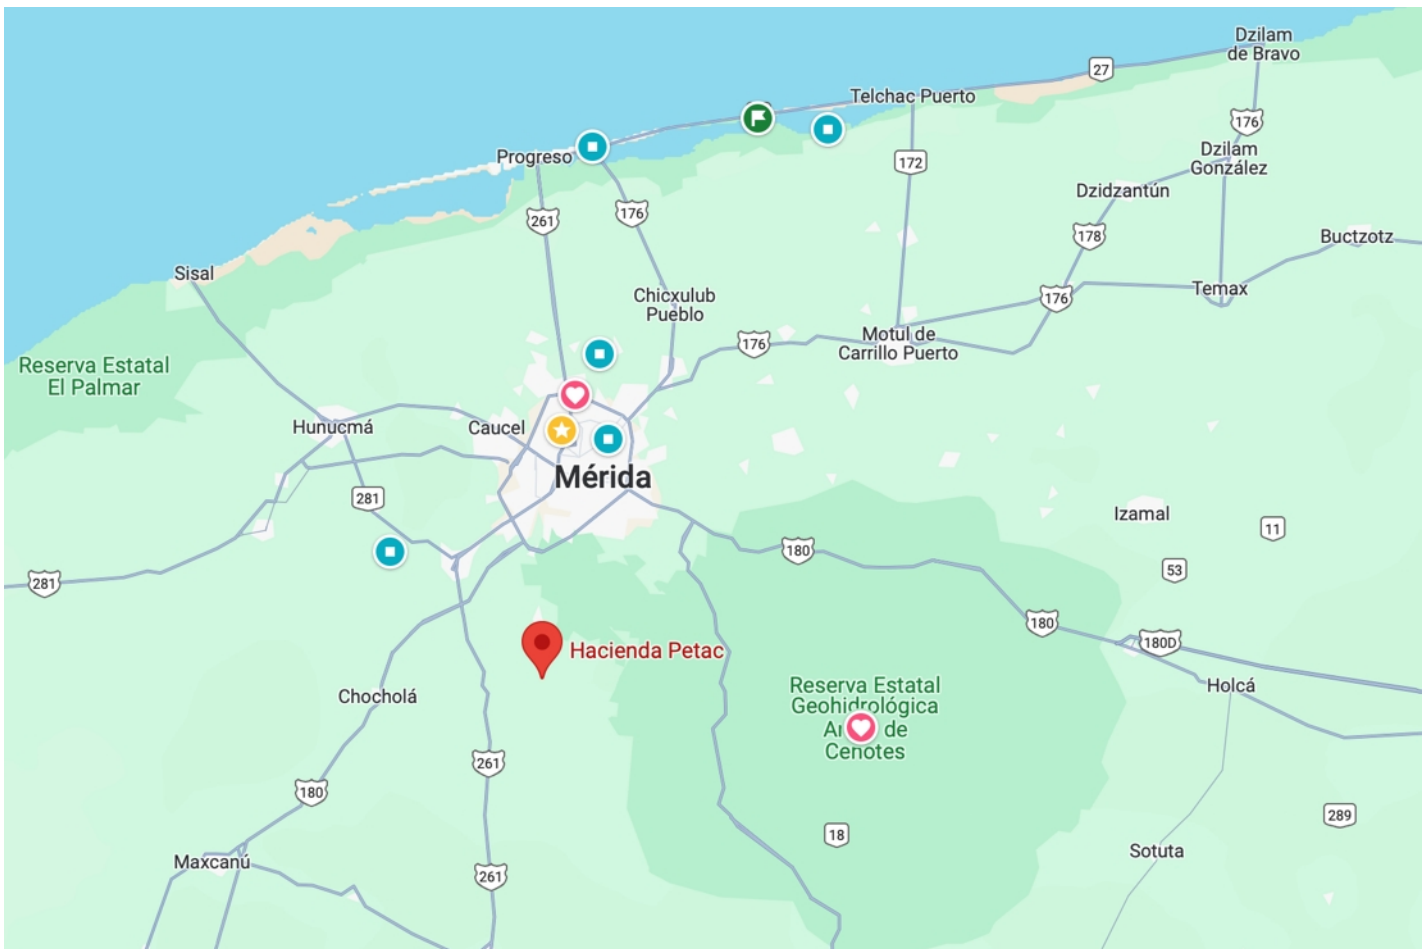 Dzilam
de Bravo
27
Telchac Puerto
176
Progreso
172
Dzilam
González
Dzidzantún
261
176
178
Buctzotz
Sisal
Chicxulub
Pueblo
176
Temax
Motul de
Carrillo Puerto
176
Reserva Estatal
El Palmar
Hunucmá
Caucel
Mérida
281
Izamal
11
180
53
281
180
180D
Hacienda Petac
Chocholá
Reserva Estatal
Geohidrológica
de
Cenotes
Holcá
261
180
289
18
Maxcanú
Sotuta
261